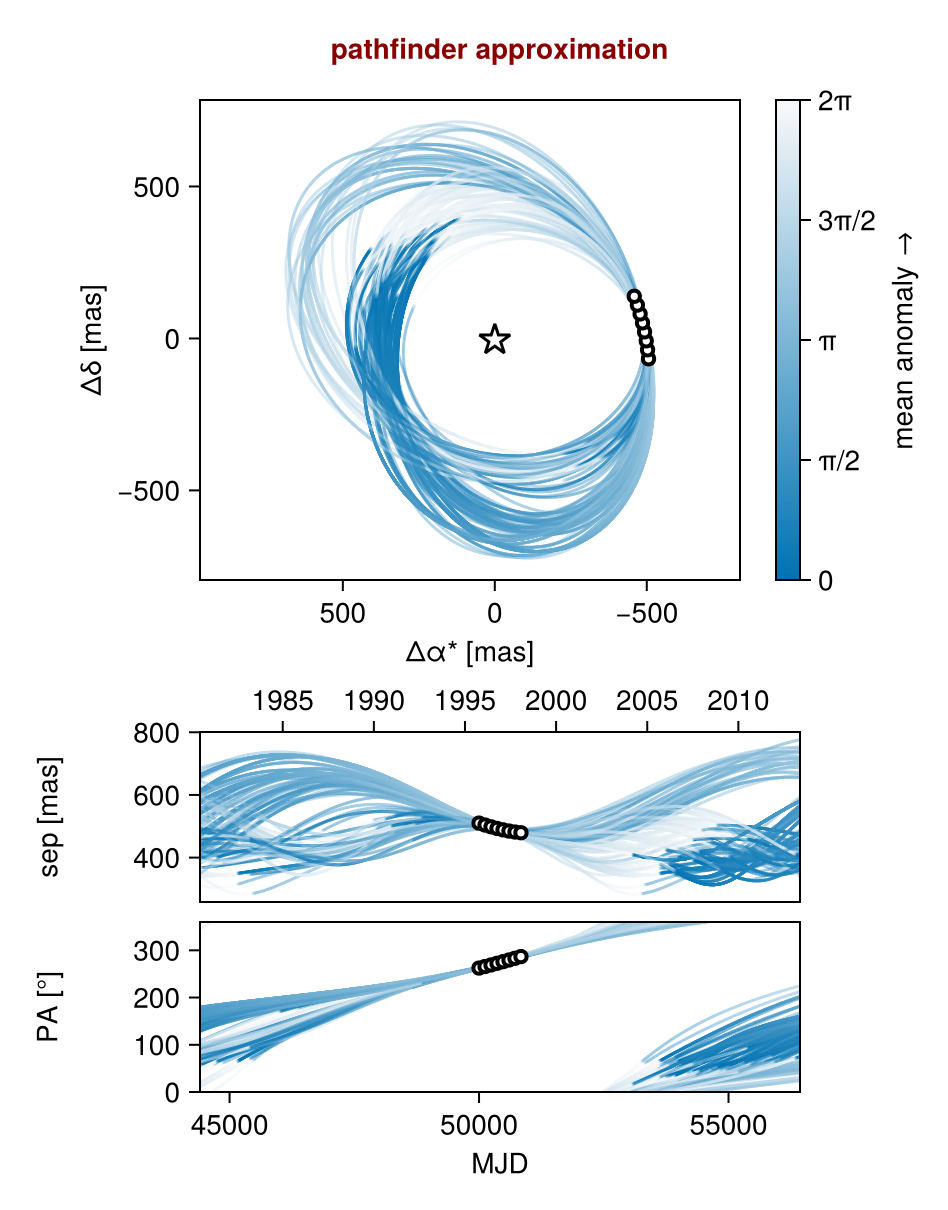 pathfinder approximation
2π
3π/2
π
π/2
0
mean anomaly →
500
0
−500
Δδ [mas]
500
0
−500
Δα* [mas]
1985
1990
1995
2000
2005
2010
800
600
400
sep [mas]
300
200
100
0
PA [°]
45000
50000
55000
MJD